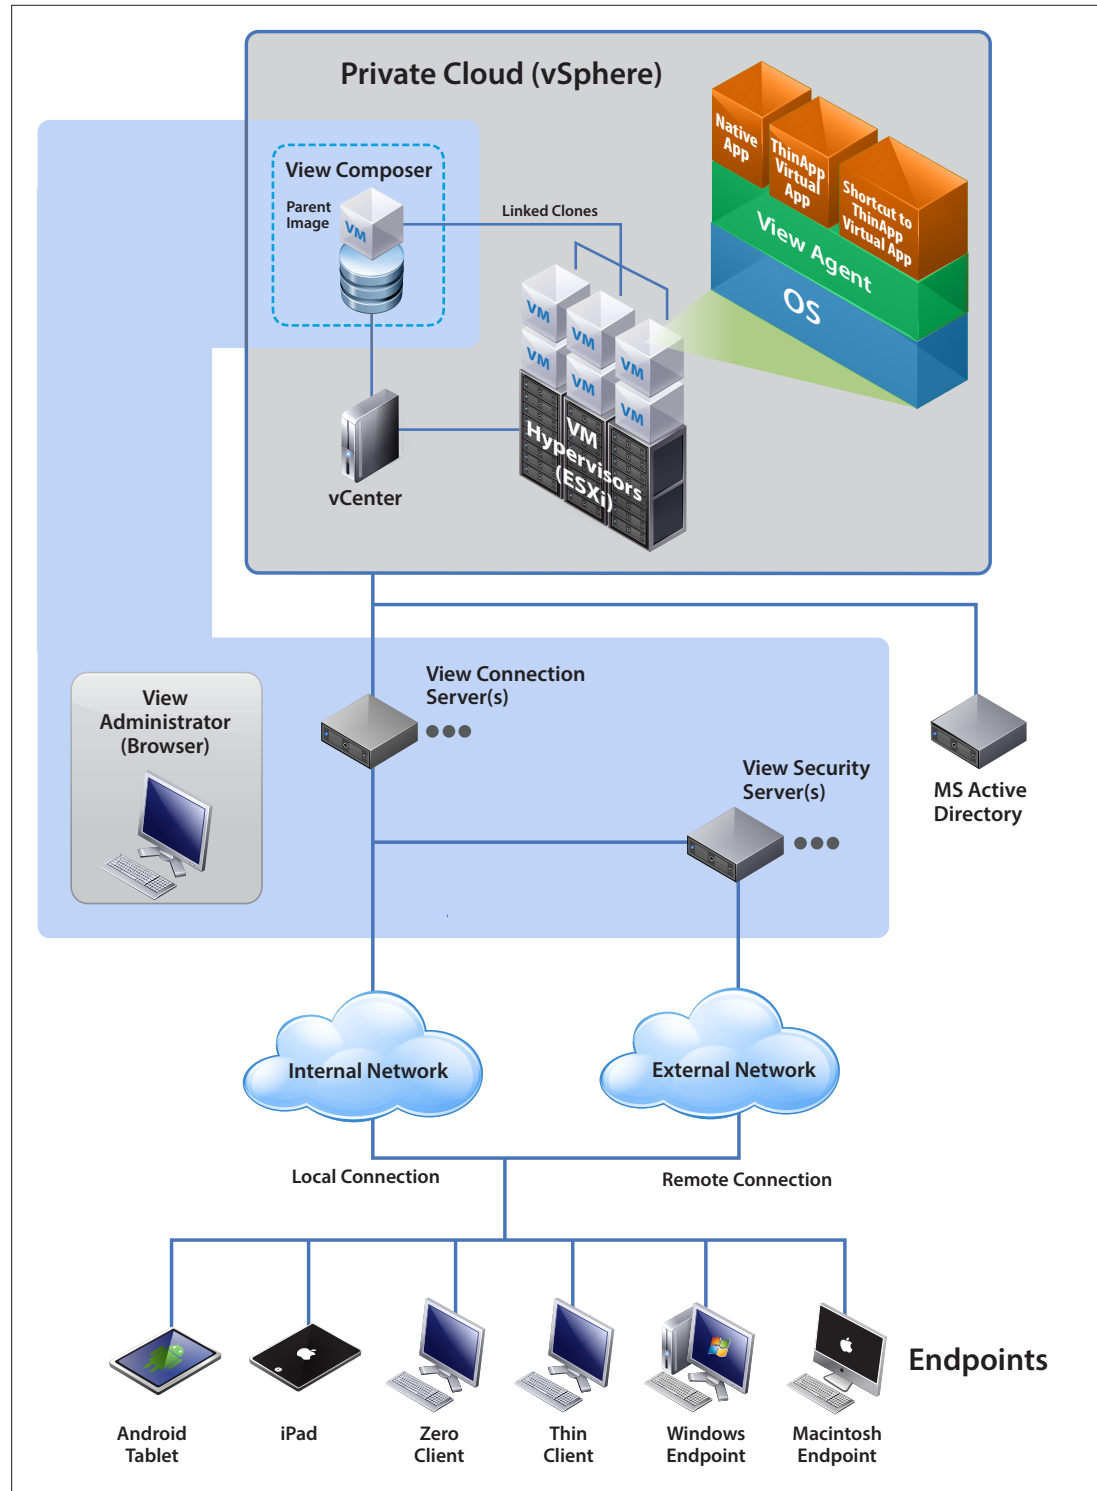 Private Cloud (vSphere)
View Composer
Parent
Image
VM
Linked Clones
Native
App
ThinApp
Virtual
App
Shortcut to
ThinApp
Virtual App
View Agent
OS
VM
VM
VM
VM
VM
VM
VM
Hypervisors
(ESXi)
vCenter
View Connection
Server(s)
View
Administrator
(Browser)
View Security
Server(s)
MS Active
Directory
Internal Network
External Network
Local Connection
Remote Connection
Endpoints
Android
Tablet
iPad
Zero
Client
Thin
Client
Windows
Endpoint
Macintosh
Endpoint